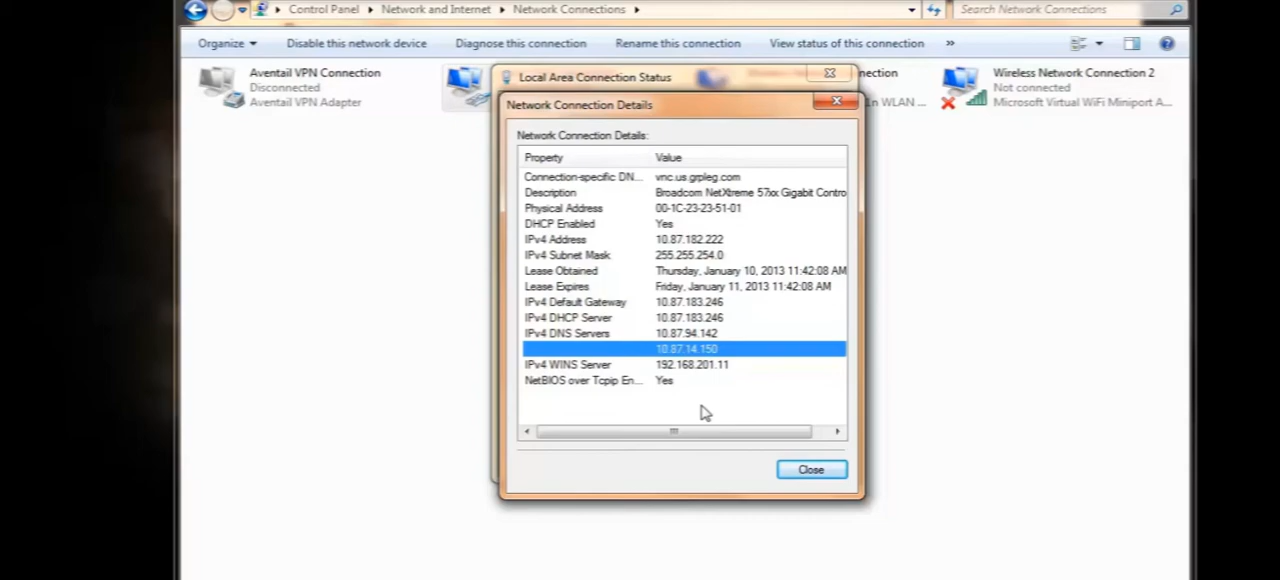 Control Panel Network and Internet Network Connections Search Network Connections
Organize Disable this network device Diagnose this connection Rename this connection View status of this connection »
Aventail VPN Connection
Disconnected
Aventail VPN Adapter
Local Area Connection Status
Wireless Network Connection 2
Not connected
Microsoft Virtual WiFi Miniport A...
Network Connection Details
Network Connection Details:
Property Value
Connection-specific DN... vnc.us.grpleg.com
Description Broadcom NetXtreme 57xx Gigabit Contro
Physical Address 00-1C-23-23-51-01
DHCP Enabled Yes
IPv4 Address 10.87.182.222
IPv4 Subnet Mask 255.255.254.0
Lease Obtained Thursday, January 10, 2013 11:42:08 AM
Lease Expires Friday, January 11, 2013 11:42:08 AM
IPv4 Default Gateway 10.87.183.246
IPv4 DHCP Server 10.87.183.246
IPv4 DNS Servers 10.87.94.142
10.87.14.150
IPv4 WINS Server 192.168.201.11
NetBIOS over Tcpip En... Yes
Close